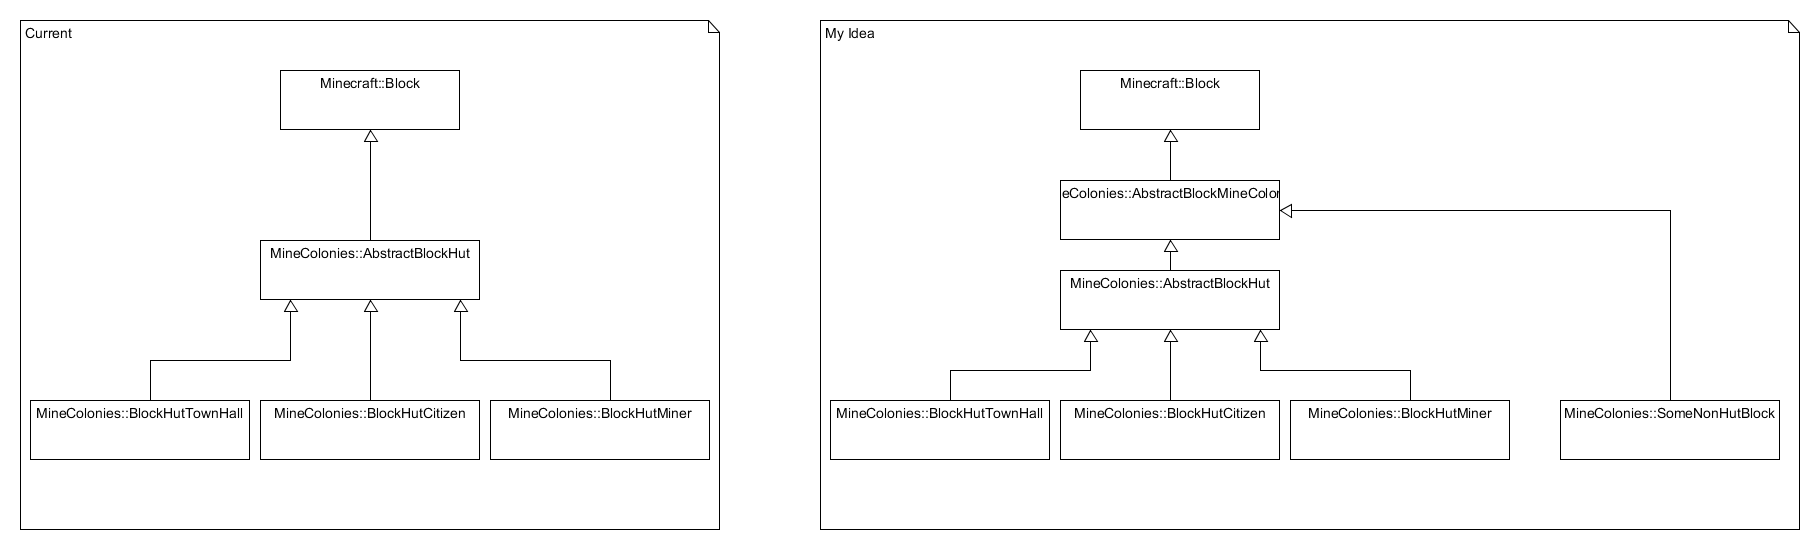 Current
Minecraft::Block
MineColonies::AbstractBlockHut
MineColonies::BlockHutTownHall
MineColonies::BlockHutCitizen
MineColonies::BlockHutMiner
My Idea
Minecraft::Block
eColonies::AbstractBlockMineColor
MineColonies::AbstractBlockHut
MineColonies::BlockHutTownHall
MineColonies::BlockHutCitizen
MineColonies::BlockHutMiner
MineColonies::SomeNonHutBlock